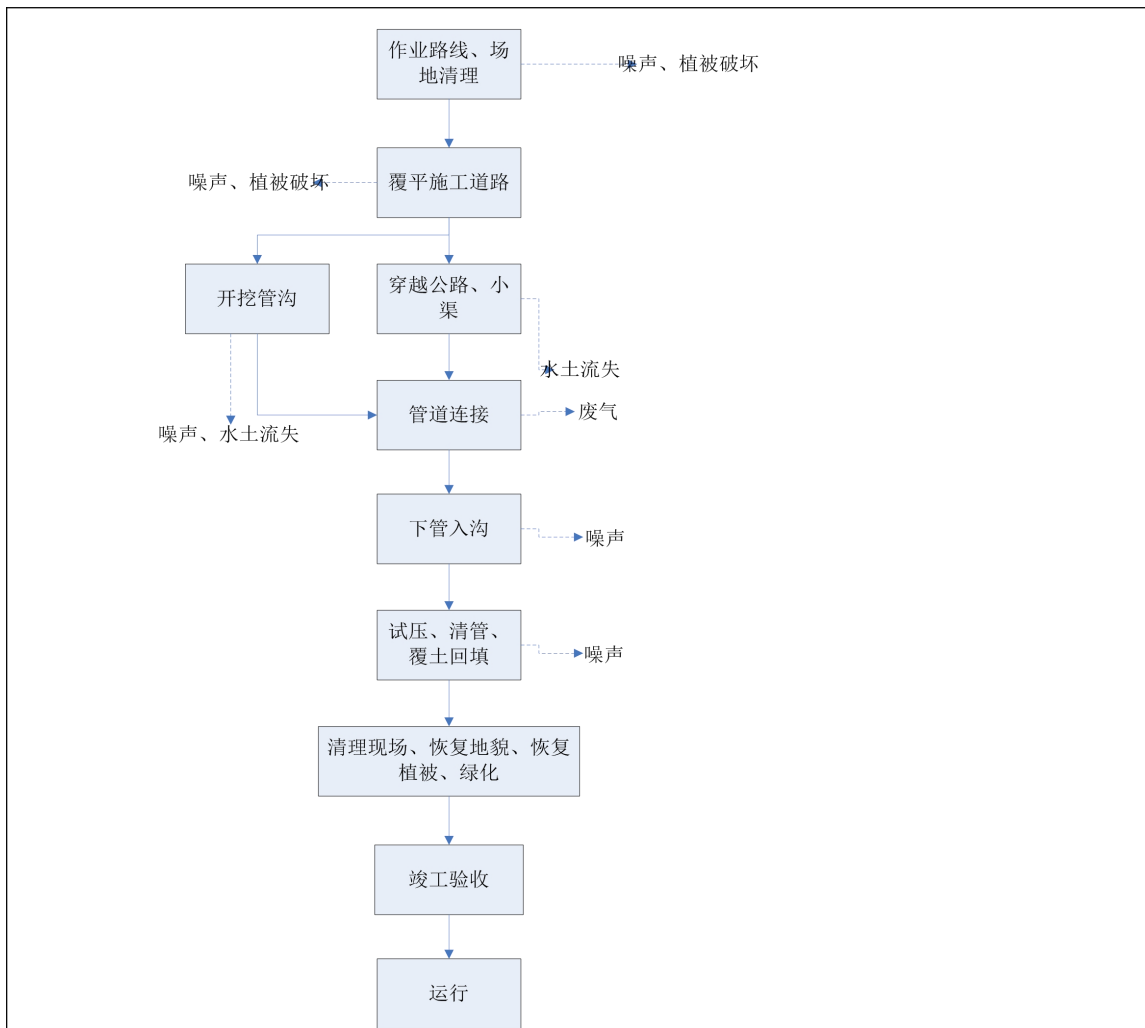 作业路线、场
地清理
噪声、植被破坏
噪声、植被破坏
覆平施工道路
开挖管沟
穿越公路、小
渠
水土流失
管道连接
废气
噪声、水土流失
下管入沟
噪声
试压、清管、
覆土回填
噪声
清理现场、恢复地貌、恢复
植被、绿化
竣工验收
运行